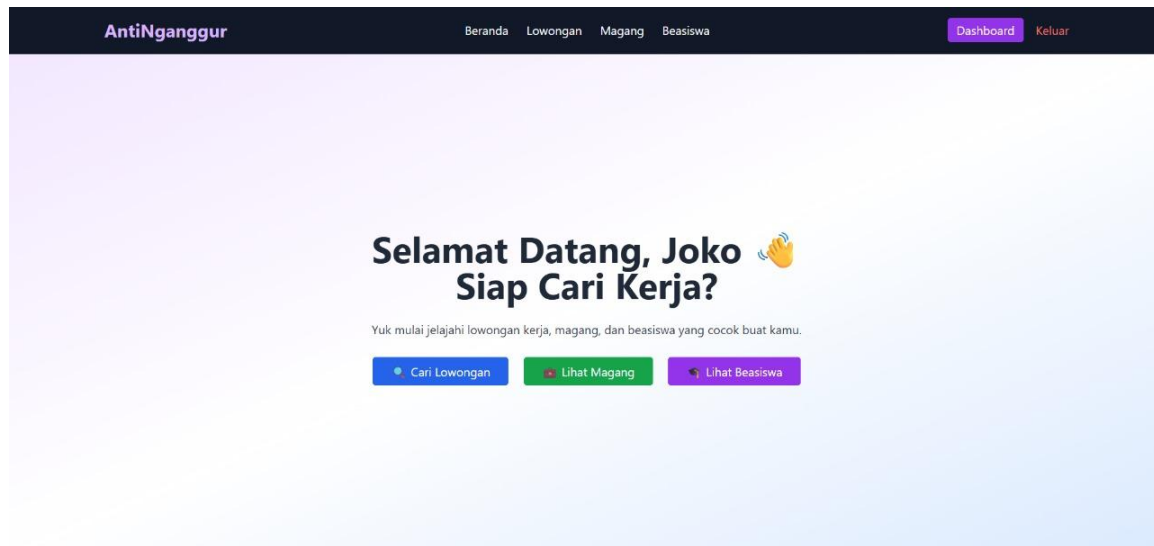 AntiNganggur
Beranda Lowongan Magang Beasiswa
Dashboard Keluar
Selamat Datang, Joko 👋
Siap Cari Kerja?
Yuk mulai jelajahi lowongan kerja, magang, dan beasiswa yang cocok buat kamu.
🔍 Cari Lowongan
💼 Lihat Magang
🎓 Lihat Beasiswa